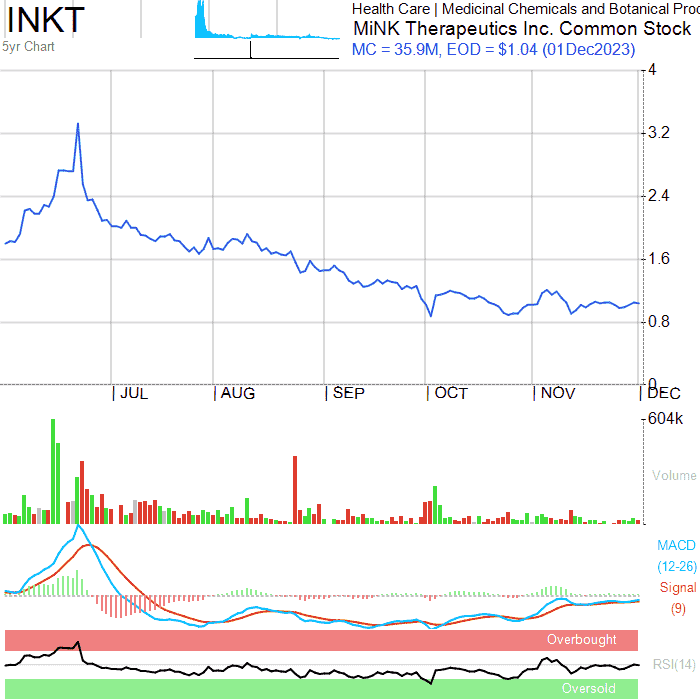 INKT
5yr Chart
Health Care | Medicinal Chemicals and Botanical Proc
MiNK Therapeutics Inc. Common Stock
MC = 35.9M, EOD = $1.04 (01Dec2023)
4
3.2
2.4
1.6
0.8
0
| JUL | AUG | SEP | OCT | NOV | DEC
604k
Volume
MACD
(12-26)
Signal
(9)
Overbought
RSI(14)
Oversold